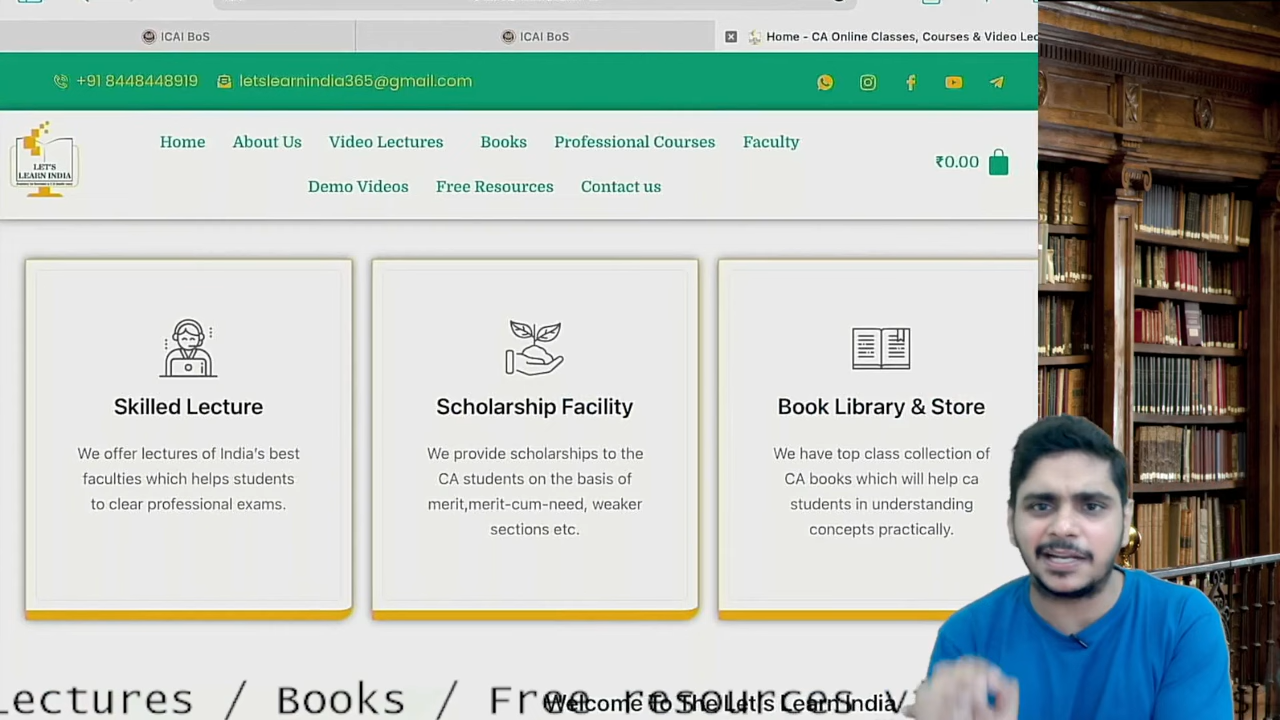 ICAI BoS
ICAI BoS
Home - CA Online Classes, Courses & Video Lec
+91 8448448919
letslearnindia365@gmail.com
LET'S
LEARN INDIA
Home
About Us
Video Lectures
Books
Professional Courses
Faculty
₹0.00
Demo Videos
Free Resources
Contact us
Skilled Lecture
We offer lectures of India's best
faculties which helps students
to clear professional exams.
Scholarship Facility
We provide scholarships to the
CA students on the basis of
merit,merit-cum-need, weaker
sections etc.
Book Library & Store
We have top class collection of
CA books which will help ca
students in understanding
concepts practically.
Lectures / Books / Free resources
Welcome To The Let's Learn India